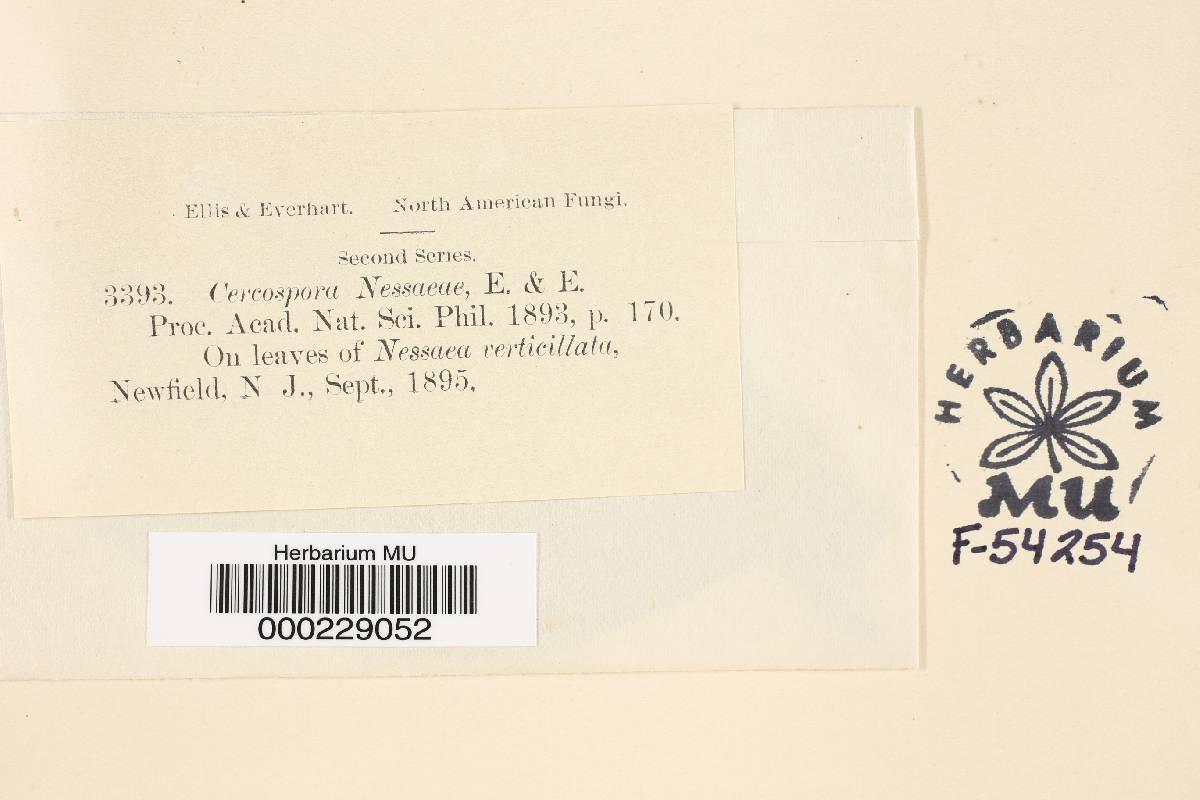 Ellis & Everhart. North American Fungi.
Second Series.
3393. Cercospora Nessaeae, E. & E.
Proc. Acad. Nat. Sci. Phil. 1893, p. 170.
On leaves of Nessaea verticillata,
Newfield, N J., Sept., 1895.
Herbarium MU
000229052
HERBARIUM
MU
F-54254